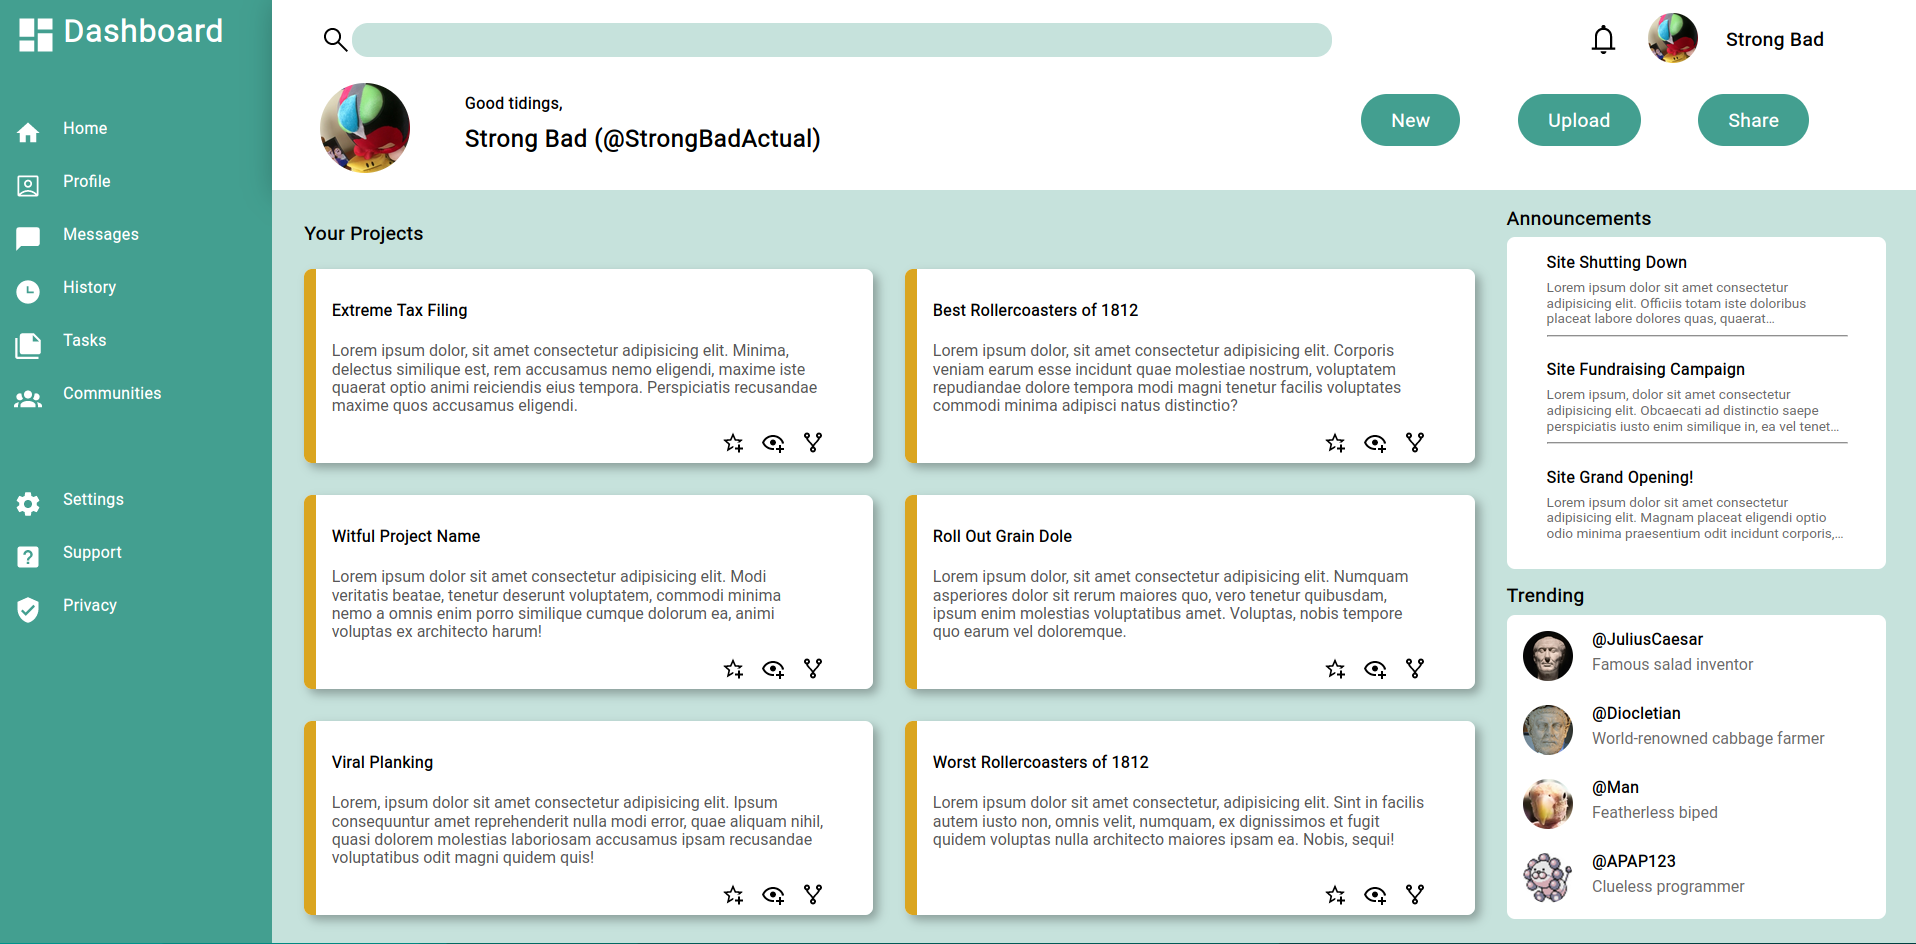 Dashboard
Home
Profile
Messages
History
Tasks
Communities
Settings
Support
Privacy
Strong Bad
Good tidings,
Strong Bad (@StrongBadActual)
New
Upload
Share
Your Projects
Extreme Tax Filing
Lorem ipsum dolor, sit amet consectetur adipisicing elit. Minima,
delectus similique est, rem accusamus nemo eligendi, maxime iste
quaerat optio animi reiciendis eius tempora. Perspiciatis recusandae
maxime quos accusamus eligendi.
Best Rollercoasters of 1812
Lorem ipsum dolor, sit amet consectetur adipisicing elit. Corporis
veniam earum esse incidunt quae molestiae nostrum, voluptatem
repudiandae dolore tempora modi magni tenetur facilis voluptates
commodi minima adipisci natus distinctio?
Witful Project Name
Lorem ipsum dolor sit amet consectetur adipisicing elit. Modi
veritatis beatae, tenetur deserunt voluptatem, commodi minima
nemo a omnis enim porro similique cumque dolorum ea, animi
voluptas ex architecto harum!
Roll Out Grain Dole
Lorem ipsum dolor, sit amet consectetur adipisicing elit. Numquam
asperiores dolor sit rerum maiores quo, vero tenetur quibusdam,
ipsum enim molestias voluptatibus amet. Voluptas, nobis tempore
quo earum vel doloremque.
Viral Planking
Lorem, ipsum dolor sit amet consectetur adipisicing elit. Ipsum
consequuntur amet reprehenderit nulla modi error, quae aliquam nihil,
quasi dolorem molestias laboriosam accusamus ipsam recusandae
voluptatibus odit magni quidem quis!
Worst Rollercoasters of 1812
Lorem ipsum dolor sit amet consectetur, adipisicing elit. Sint in facilis
autem iusto non, omnis velit, numquam, ex dignissimos et fugit
quidem voluptas nulla architecto maiores ipsam ea. Nobis, sequi!
Announcements
Site Shutting Down
Lorem ipsum dolor sit amet consectetur
adipisicing elit. Officiis totam iste doloribus
placeat labore dolores quas, quaerat...
Site Fundraising Campaign
Lorem ipsum, dolor sit amet consectetur
adipisicing elit. Obcaecati ad distinctio saepe
perspiciatis iusto enim similique in, ea vel tenet...
Site Grand Opening!
Lorem ipsum dolor sit amet consectetur
adipisicing elit. Magnam placeat eligendi optio
odio minima praesentium odit incidunt corporis,...
Trending
@JuliusCaesar
Famous salad inventor
@Diocletian
World-renowned cabbage farmer
@Man
Featherless biped
@APAP123
Clueless programmer